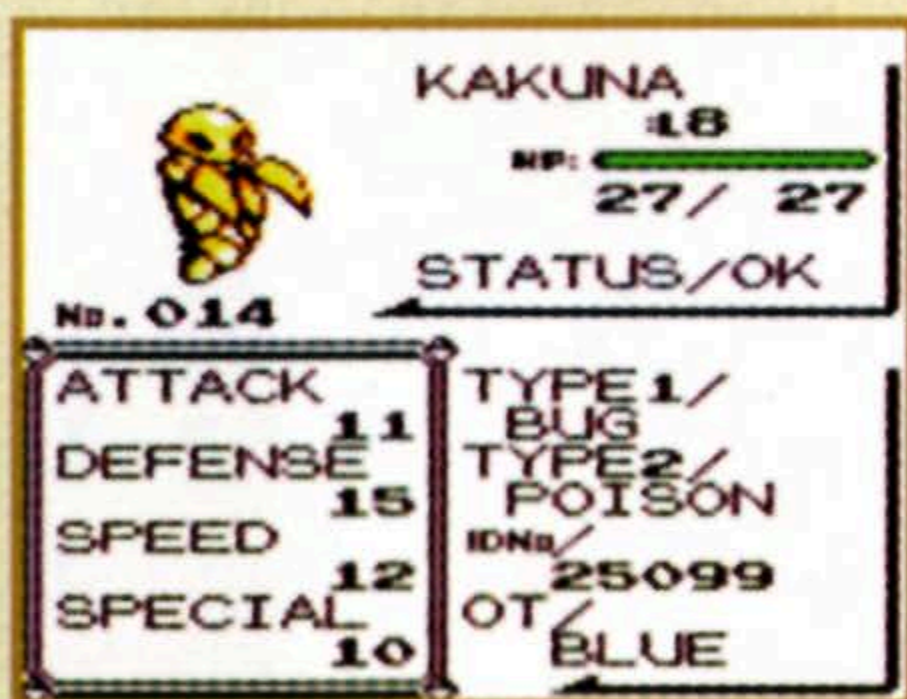 KAKUNA
:L8
HP:
27/ 27
STATUS/OK
No.014
ATTACK
11
DEFENSE
15
SPEED
12
SPECIAL
10
TYPE1/
BUG
TYPE2/
POISON
IDNo/
25099
OT/
BLUE